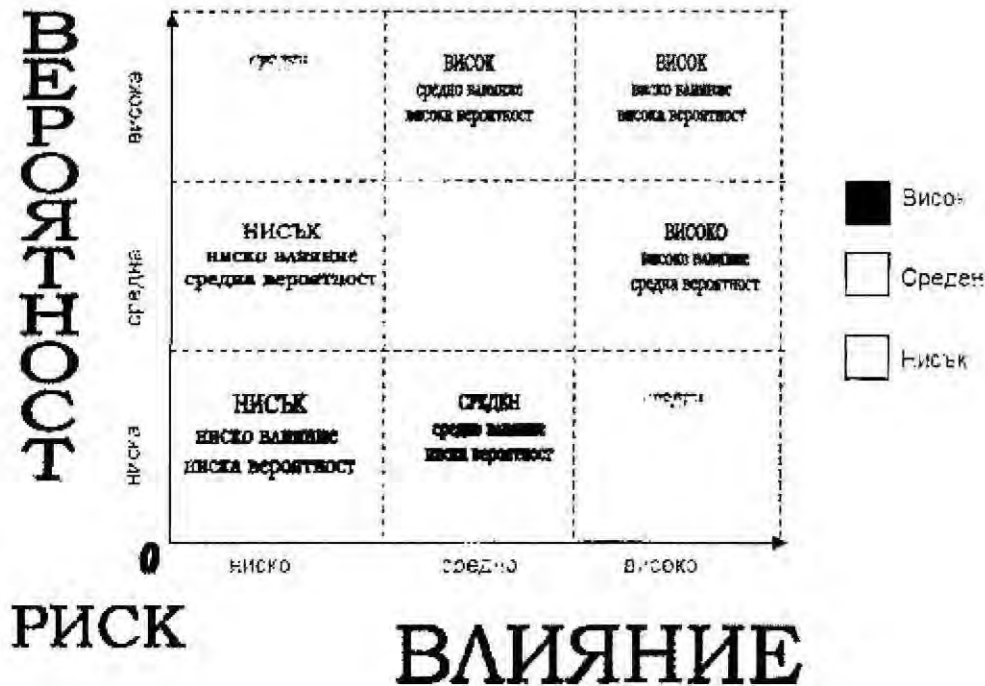 ВЕРОЯТНОСТ
висока
средна
ниска
среден
ВИСОК
средно влияние
висока вероятност
ВИСОК
ниско влияние
висока вероятност
НИСЪК
ниско влияние
средна вероятност
ВИСОКО
високо влияние
средна вероятност
НИСЪК
ниско влияние
ниска вероятност
СРЕДЕН
средно влияние
ниска вероятност
Висок
Среден
Нисък
0
ниско
средно
високо
РИСК
ВЛИЯНИЕ